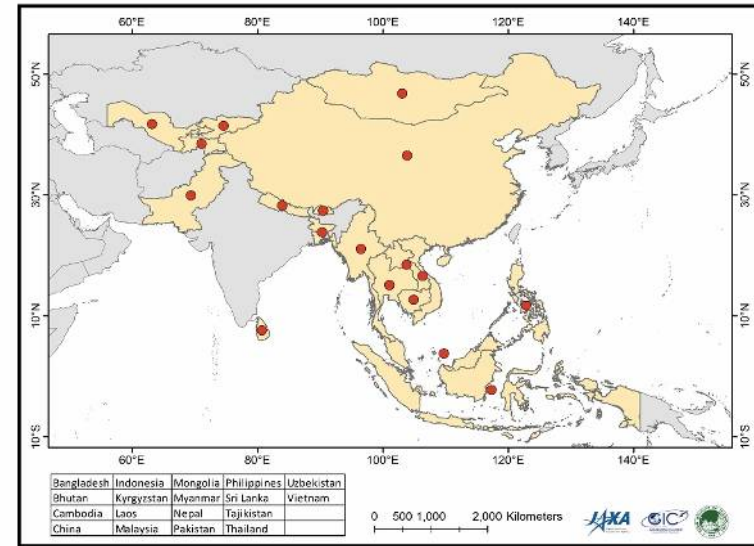 60°E 80°E 100°E 120°E 140°E
50°N 50°N
30°N 30°N
10°N 10°N
10°S 10°S
60°E 80°E 100°E 120°E 140°E
Bangladesh Indonesia Mongolia Philippines Uzbekistan
Bhutan Kyrgyzstan Myanmar Sri Lanka Vietnam
Cambodia Laos Nepal Tajikistan
China Malaysia Pakistan Thailand
0 500 1,000 2,000 Kilometers
JAXA GIC